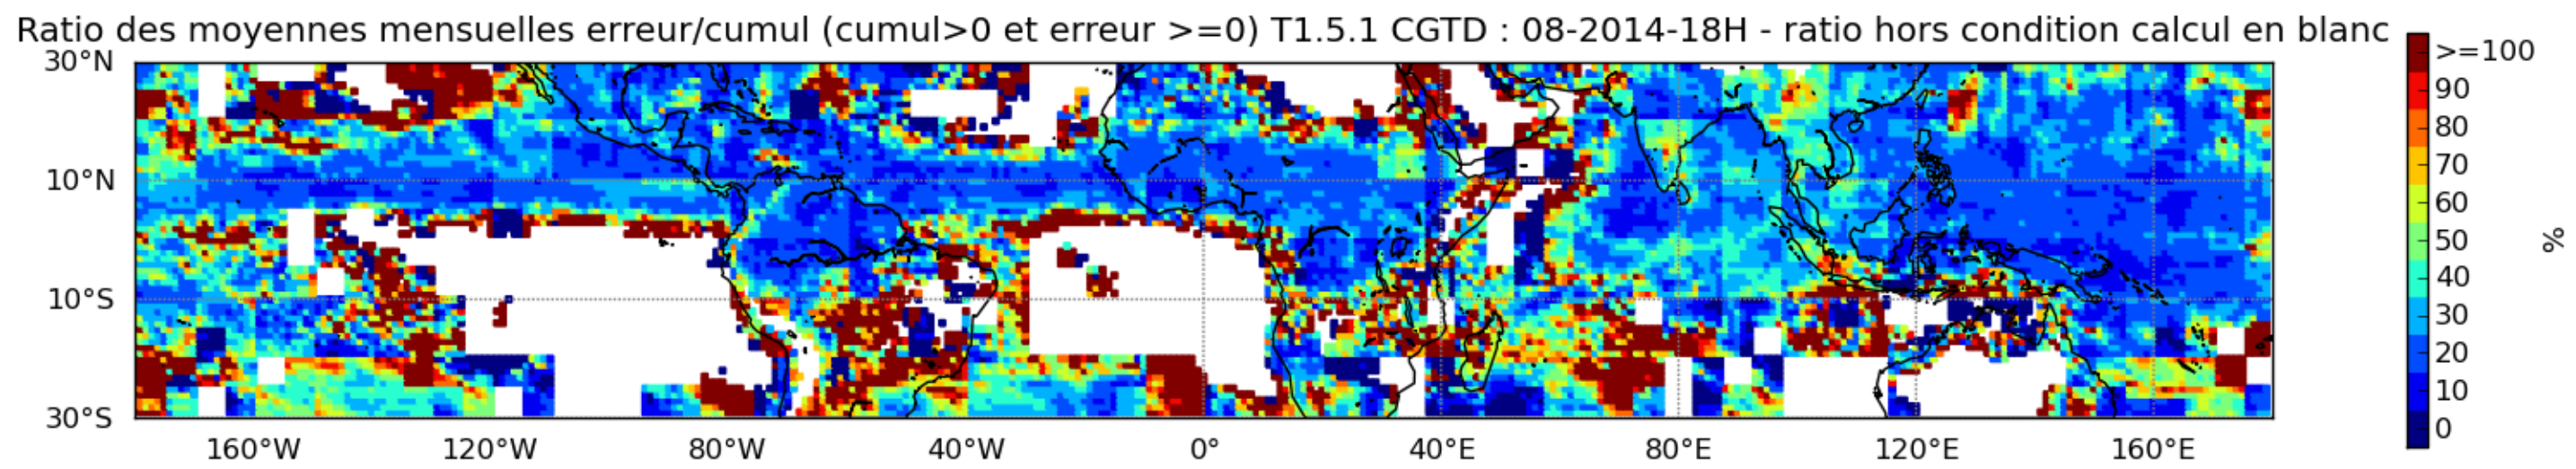 Ratio des moyennes mensuelles erreur/cumul (cumul>0 et erreur >=0) T1.5.1 CGTD : 08-2014-18H - ratio hors condition calcul en blanc
30°N
10°N
10°S
30°S
160°W 120°W 80°W 40°W 0° 40°E 80°E 120°E 160°E
>=100
90
80
70
60
50
40
30
20
10
0
%